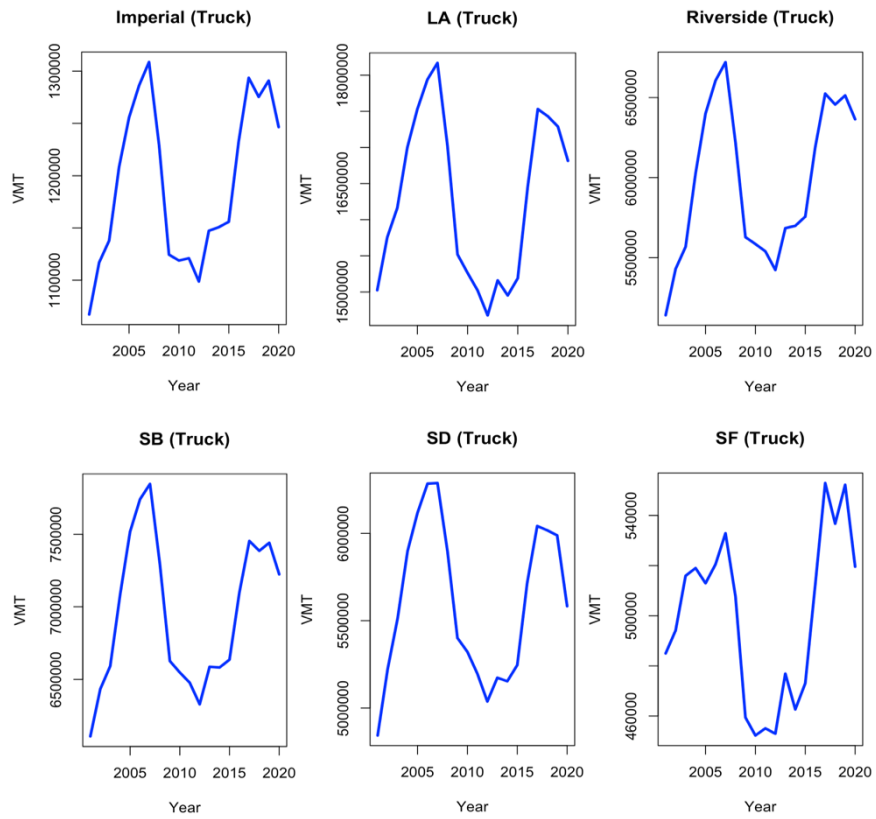 Imperial (Truck)
LA (Truck)
Riverside (Truck)
VMT
1300000
1200000
1100000
2005 2010 2015 2020
Year
VMT
18000000
16500000
15000000
2005 2010 2015 2020
Year
VMT
6500000
6000000
5500000
2005 2010 2015 2020
Year
SB (Truck)
SD (Truck)
SF (Truck)
VMT
7500000
7000000
6500000
2005 2010 2015 2020
Year
VMT
6000000
5500000
5000000
2005 2010 2015 2020
Year
VMT
540000
500000
460000
2005 2010 2015 2020
Year